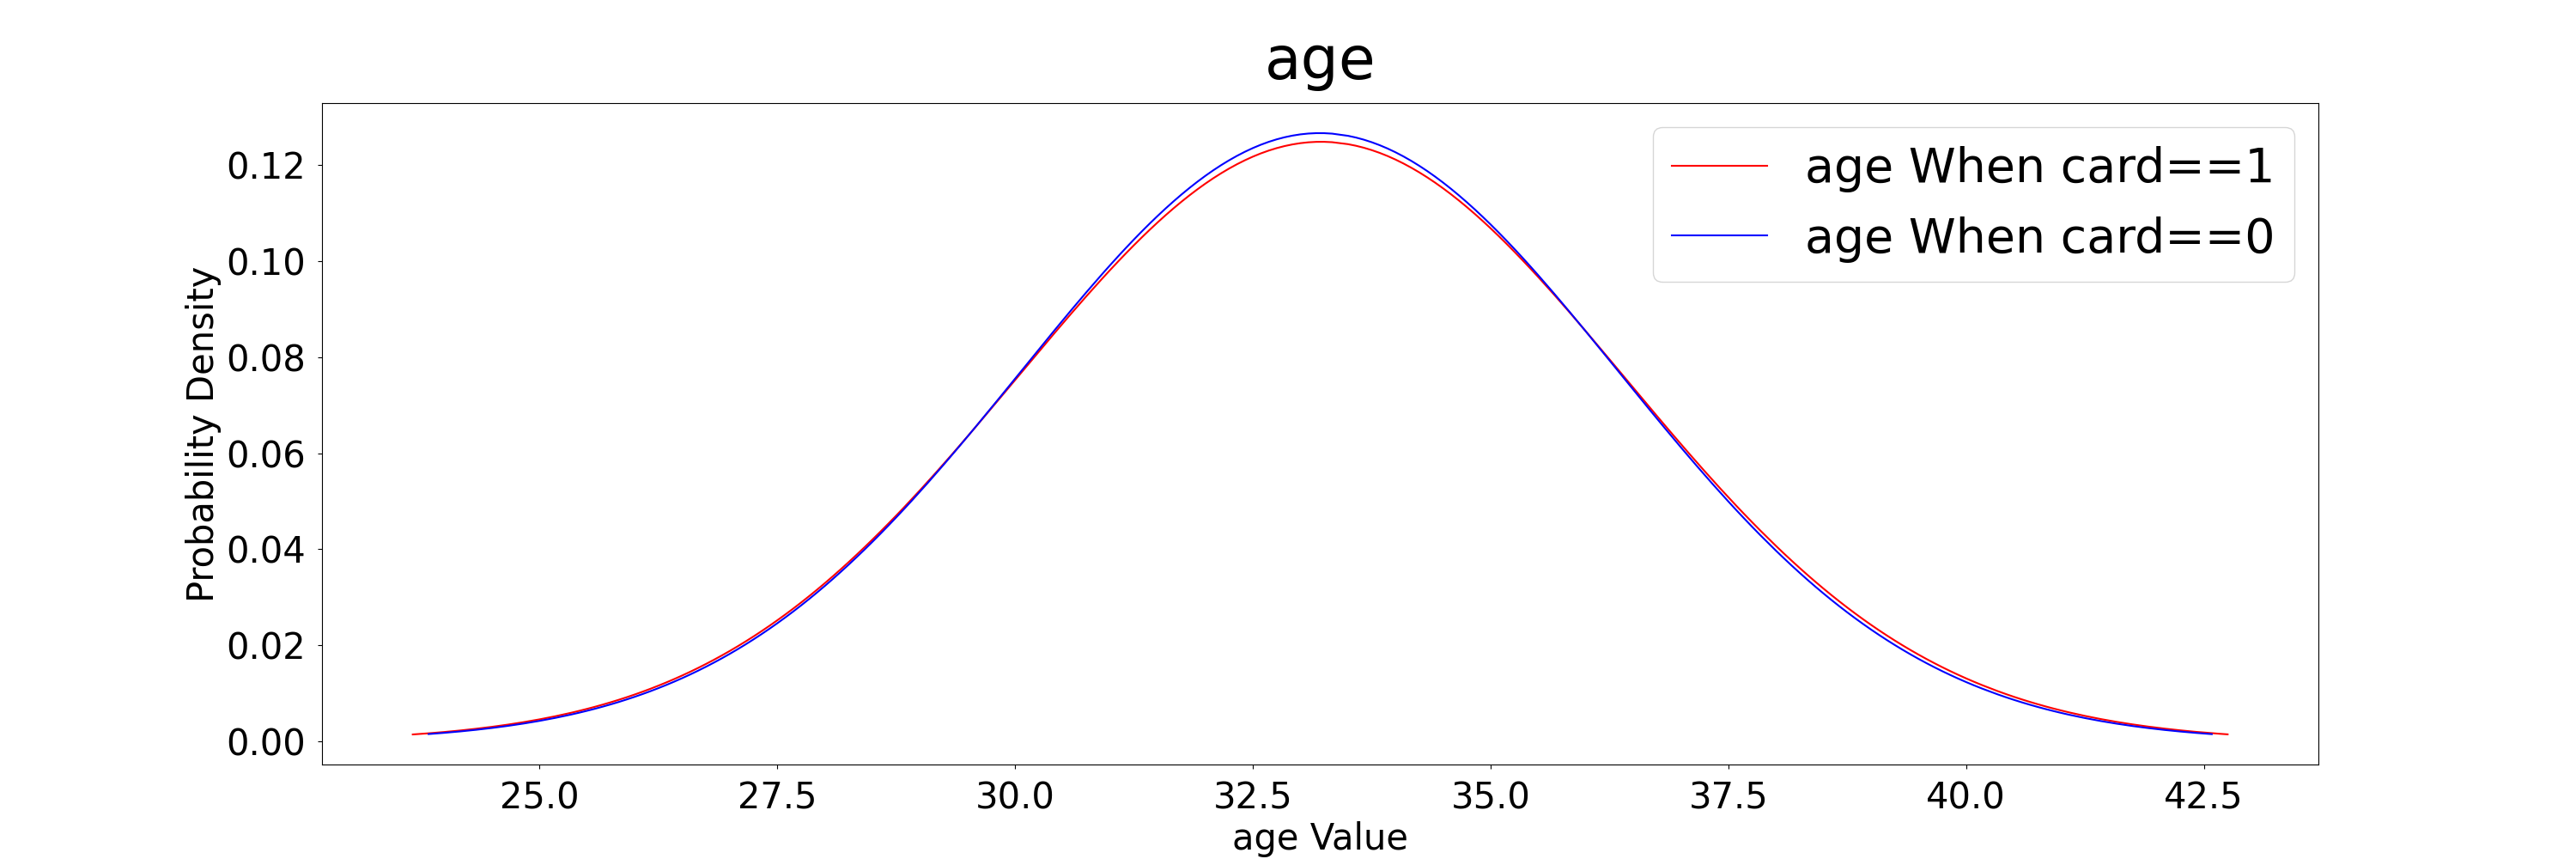 age
age When card==1
age When card==0
Probability Density
0.12
0.10
0.08
0.06
0.04
0.02
0.00
25.0 27.5 30.0 32.5 35.0 37.5 40.0 42.5
age Value